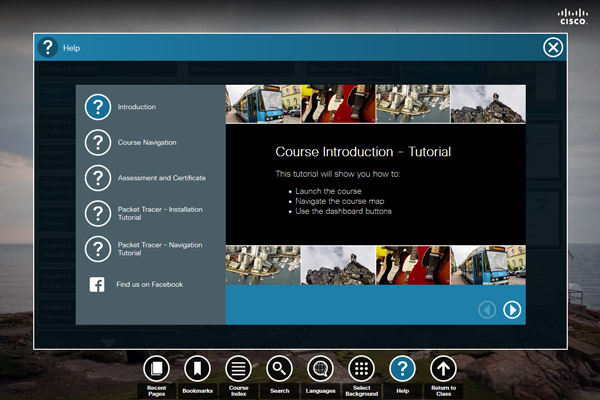 CISCO
Help
Introduction
Course Navigation
Assessment and Certificate
Packet Tracer – Installation
Tutorial
Packet Tracer – Navigation
Tutorial
Find us on Facebook
Course Introduction – Tutorial
This tutorial will show you how to:
• Launch the course
• Navigate the course map
• Use the dashboard buttons
Recent
Pages
Bookmarks
Course
Index
Search
Languages
Select
Background
Help
Return to
Class